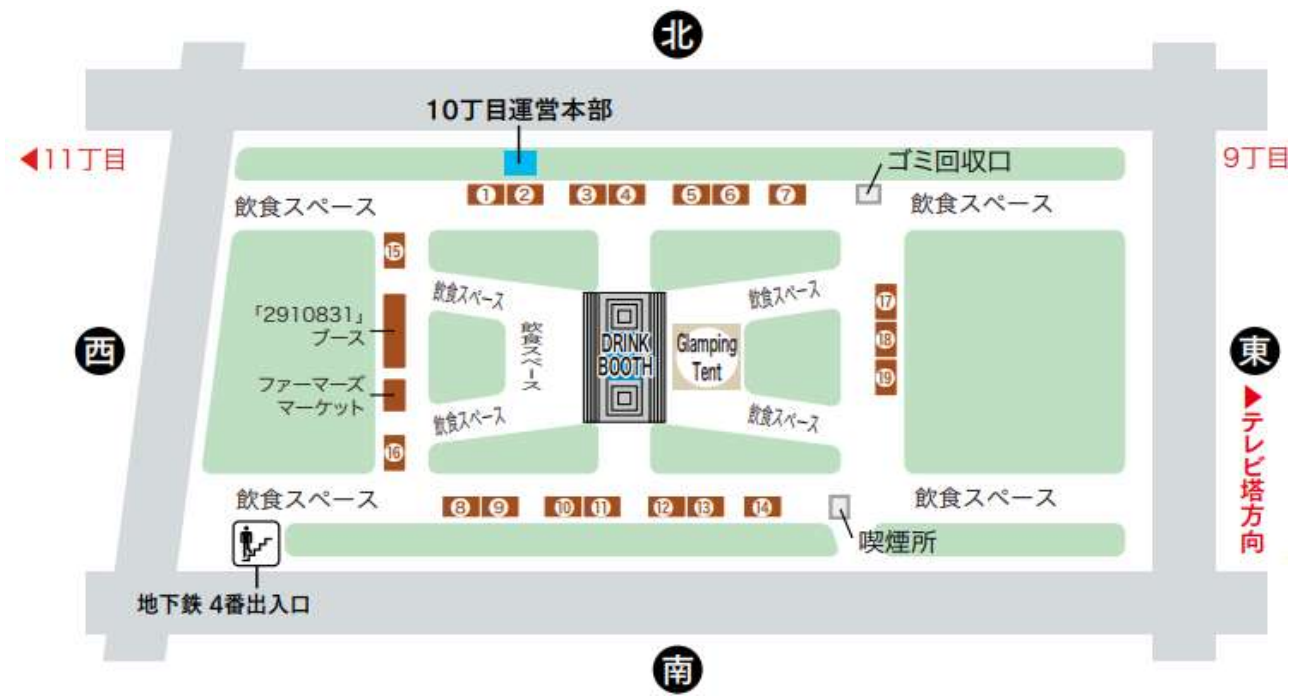 北
10丁目運営本部
◀11丁目
ゴミ回収口
9丁目
① ② ③ ④ ⑤ ⑥ ⑦
飲食スペース
飲食スペース
⑮
飲食スペース
飲食スペース
⑰
「2910831」
ブース
飲食スペース
DRINK
BOOTH
Glamping
Tent
⑱
西
東
ファーマーズ
マーケット
⑲
▶テレビ塔方向
飲食スペース
飲食スペース
⑯
飲食スペース
飲食スペース
⑧ ⑨ ⑩ ⑪ ⑫ ⑬ ⑭
喫煙所
地下鉄 4番出入口
南